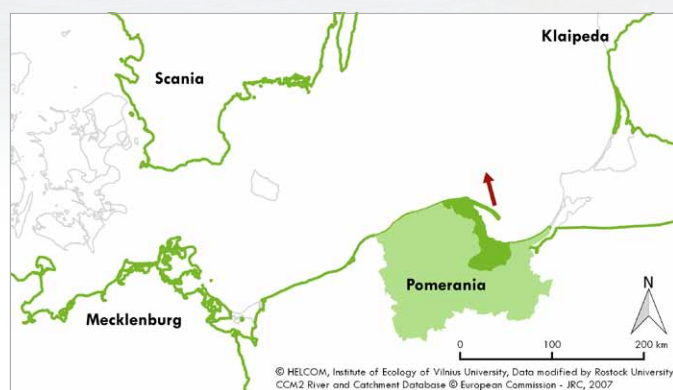 Klaipeda
Scania
Pomerania
Mecklenburg
N
0 100 200 km
© HELCOM, Institute of Ecology of Vilnius University, Data modified by Rostock University
CCM2 River and Catchment Database © European Commission - JRC, 2007